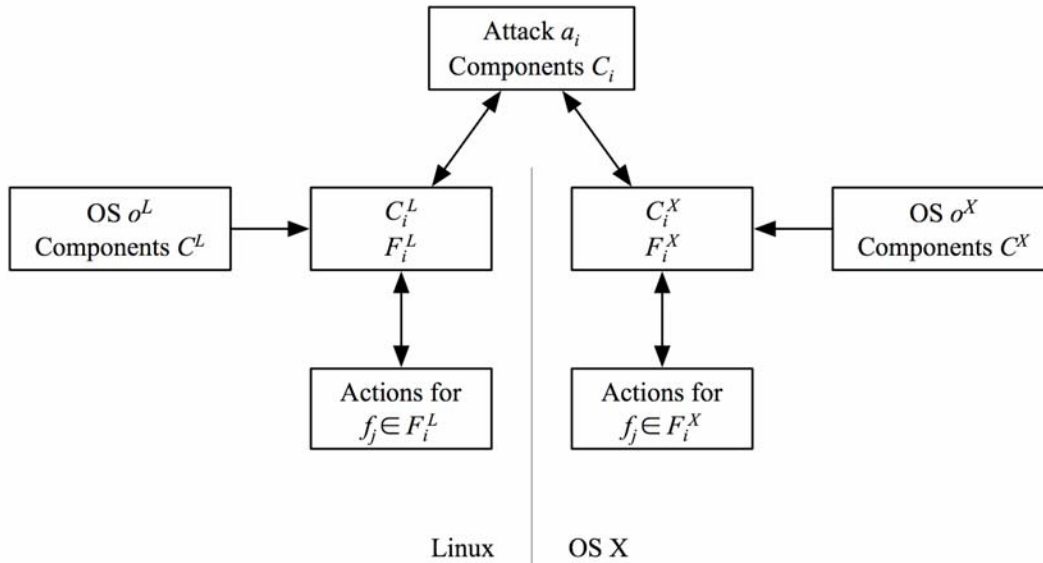 Attack a_i
Components C_i
OS o^L
Components C^L
C_i^L
F_i^L
C_i^X
F_i^X
OS o^X
Components C^X
Actions for
f_j ∈ F_i^L
Actions for
f_j ∈ F_i^X
Linux
OS X